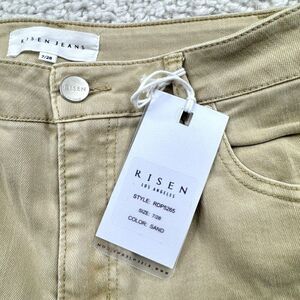 RISEN JEANS
7/28
RISEN
RISEN
LOS ANGELES
STYLE: RDP5265
SIZE: 7/28
COLOR: SAND